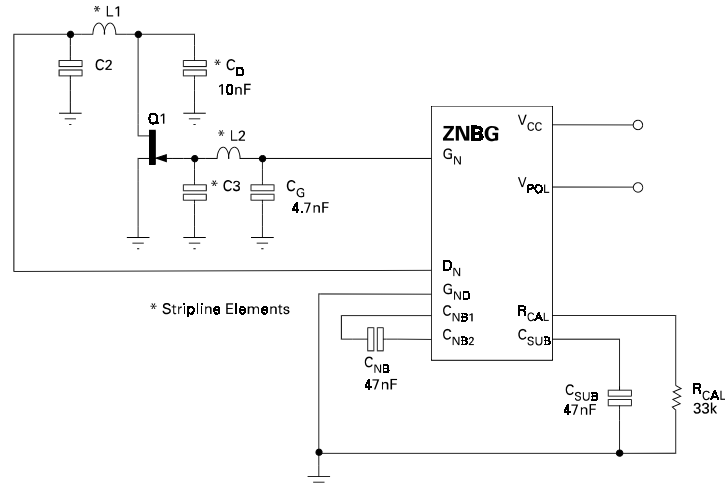 * L1
C2
* CD
10nF
Q1
* L2
* C3
CG
4.7nF
ZNBG
GN
VCC
VPOL
DN
GND
CNB1
CNB2
RCAL
CSUB
* Stripline Elements
CNB
47nF
CSUB
47nF
RCAL
33k